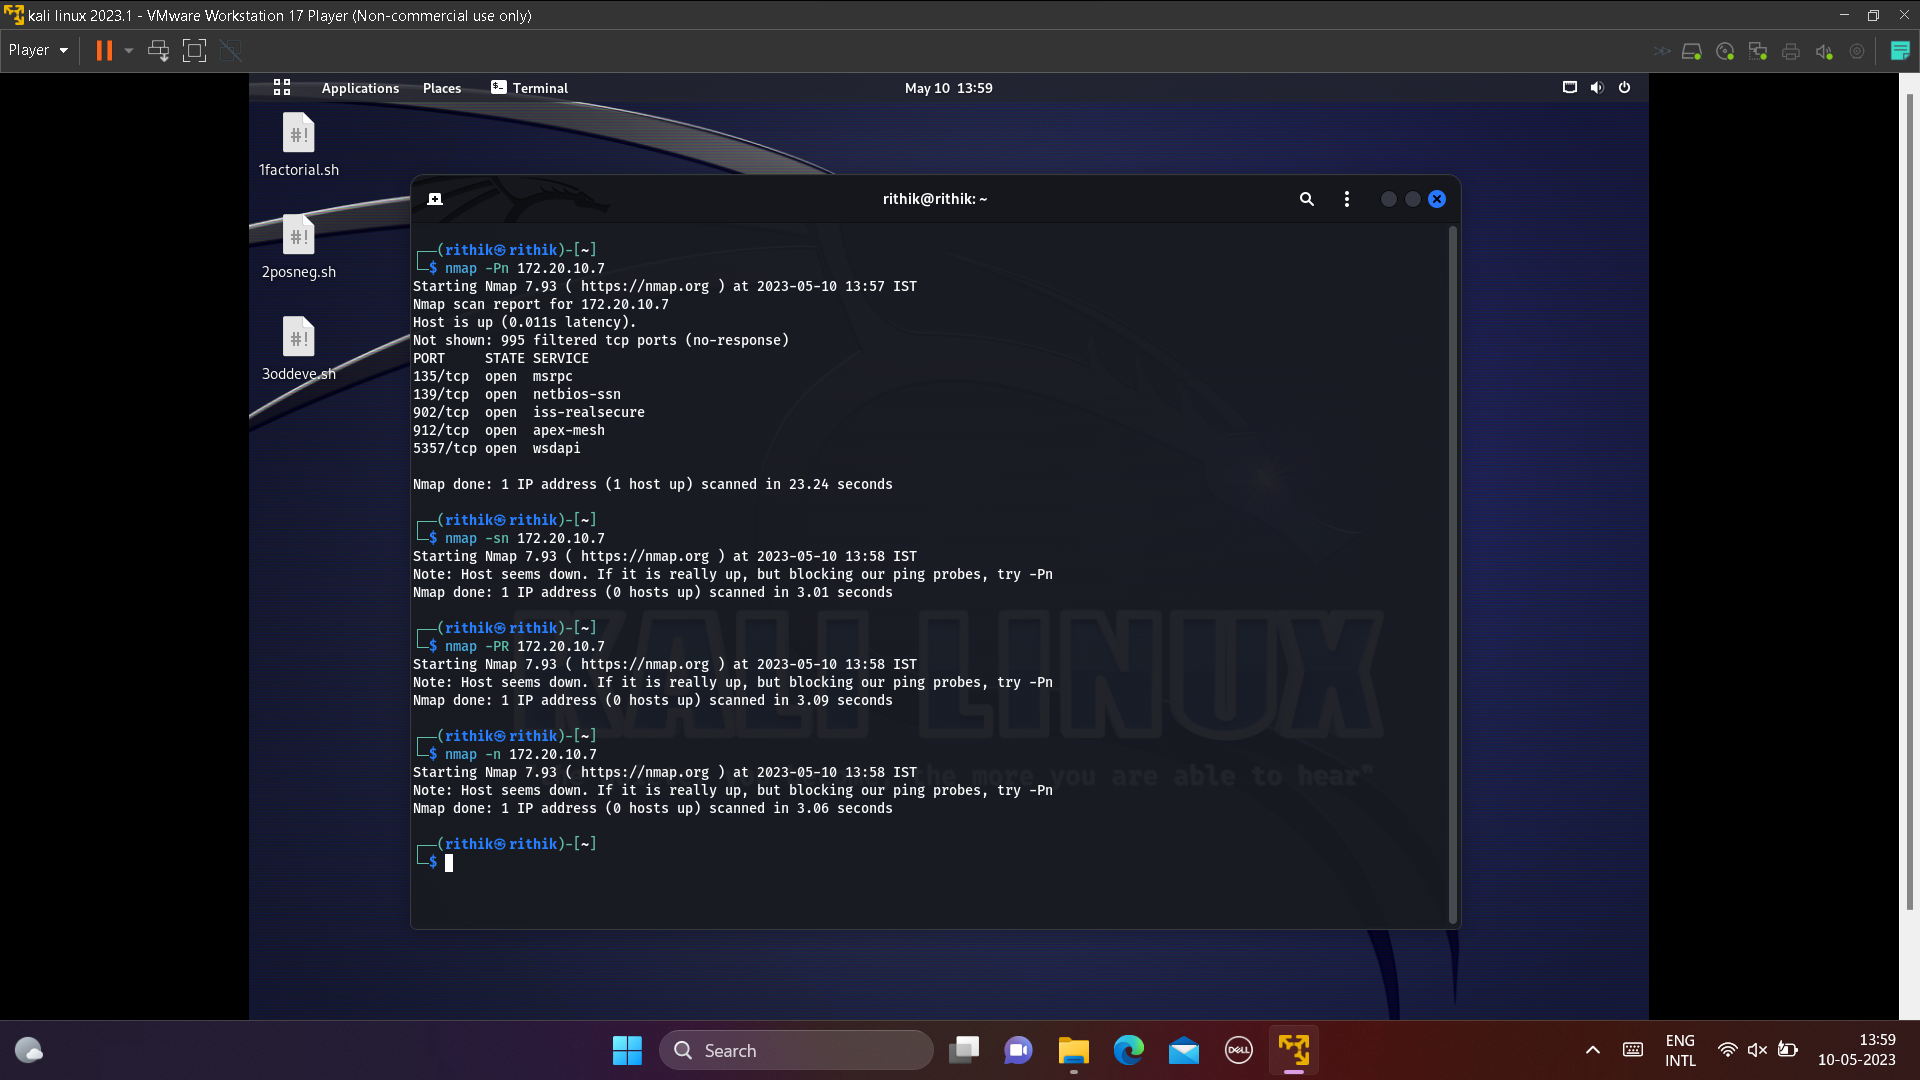 kali linux 2023.1 - VMware Workstation 17 Player (Non-commercial use only)
Player
Applications Places Terminal May 10 13:59
#!
1factorial.sh
#!
2posneg.sh
#!
3oddeve.sh
rithik@rithik: ~
┌──(rithik㉿rithik)-[~]
└─$ nmap -Pn 172.20.10.7
Starting Nmap 7.93 ( https://nmap.org ) at 2023-05-10 13:57 IST
Nmap scan report for 172.20.10.7
Host is up (0.011s latency).
Not shown: 995 filtered tcp ports (no-response)
PORT     STATE SERVICE
135/tcp  open  msrpc
139/tcp  open  netbios-ssn
902/tcp  open  iss-realsecure
912/tcp  open  apex-mesh
5357/tcp open  wsdapi
Nmap done: 1 IP address (1 host up) scanned in 23.24 seconds
┌──(rithik㉿rithik)-[~]
└─$ nmap -sn 172.20.10.7
Starting Nmap 7.93 ( https://nmap.org ) at 2023-05-10 13:58 IST
Note: Host seems down. If it is really up, but blocking our ping probes, try -Pn
Nmap done: 1 IP address (0 hosts up) scanned in 3.01 seconds
┌──(rithik㉿rithik)-[~]
└─$ nmap -PR 172.20.10.7
Starting Nmap 7.93 ( https://nmap.org ) at 2023-05-10 13:58 IST
Note: Host seems down. If it is really up, but blocking our ping probes, try -Pn
Nmap done: 1 IP address (0 hosts up) scanned in 3.09 seconds
┌──(rithik㉿rithik)-[~]
└─$ nmap -n 172.20.10.7
Starting Nmap 7.93 ( https://nmap.org ) at 2023-05-10 13:58 IST
Note: Host seems down. If it is really up, but blocking our ping probes, try -Pn
Nmap done: 1 IP address (0 hosts up) scanned in 3.06 seconds
┌──(rithik㉿rithik)-[~]
└─$
KALI LINUX
the more you are able to hear"
Search
DELL
ENG
INTL
13:59
10-05-2023